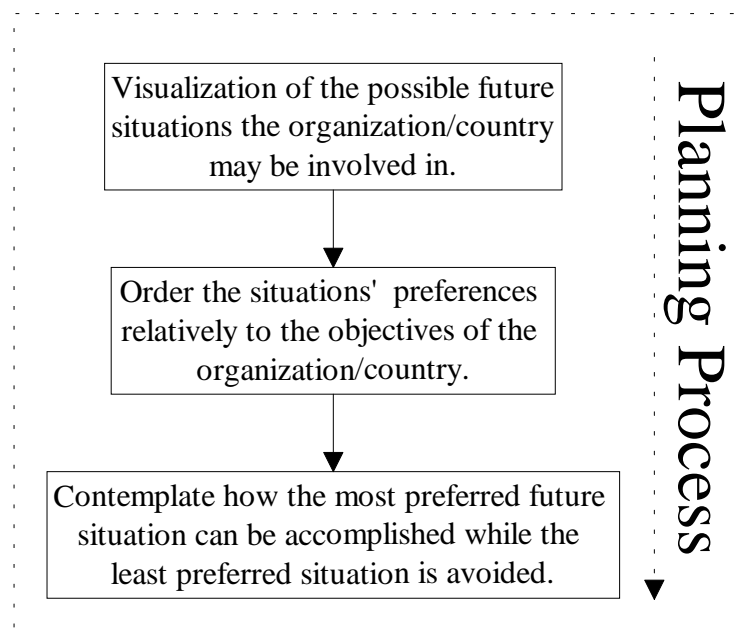 Visualization of the possible future
situations the organization/country
may be involved in.
Order the situations' preferences
relatively to the objectives of the
organization/country.
Contemplate how the most preferred future
situation can be accomplished while the
least preferred situation is avoided.
Planning Process